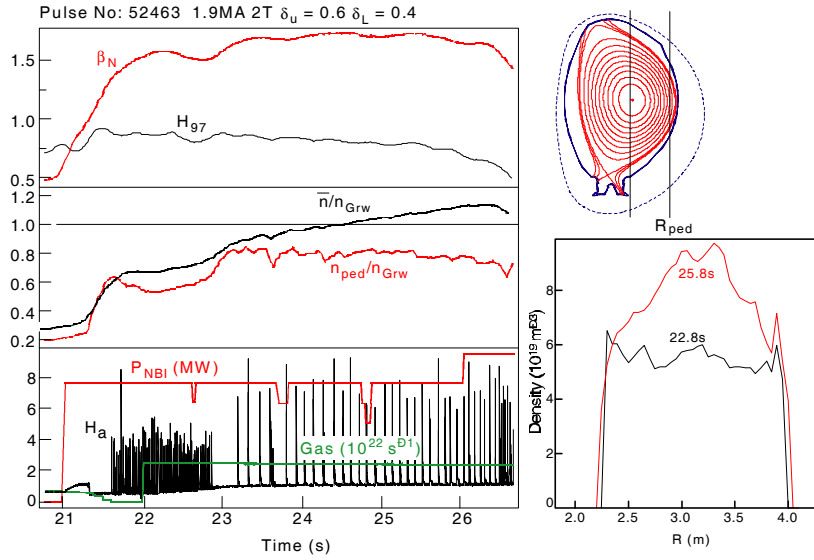 Pulse No: 52463 1.9MA 2T δu = 0.6 δL = 0.4
βN
H97
1.5
1.0
0.5
n̅/nGrw
nped/nGrw
1.2
1.0
0.8
0.6
0.4
0.2
PNBI (MW)
Ha
Gas (10²² sÐ1)
8
6
4
2
0
21 22 23 24 25 26
Time (s)
Rped
25.8s
22.8s
Density (10¹⁹ mÐ3)
8
6
4
2
0
2.0 2.5 3.0 3.5 4.0
R (m)